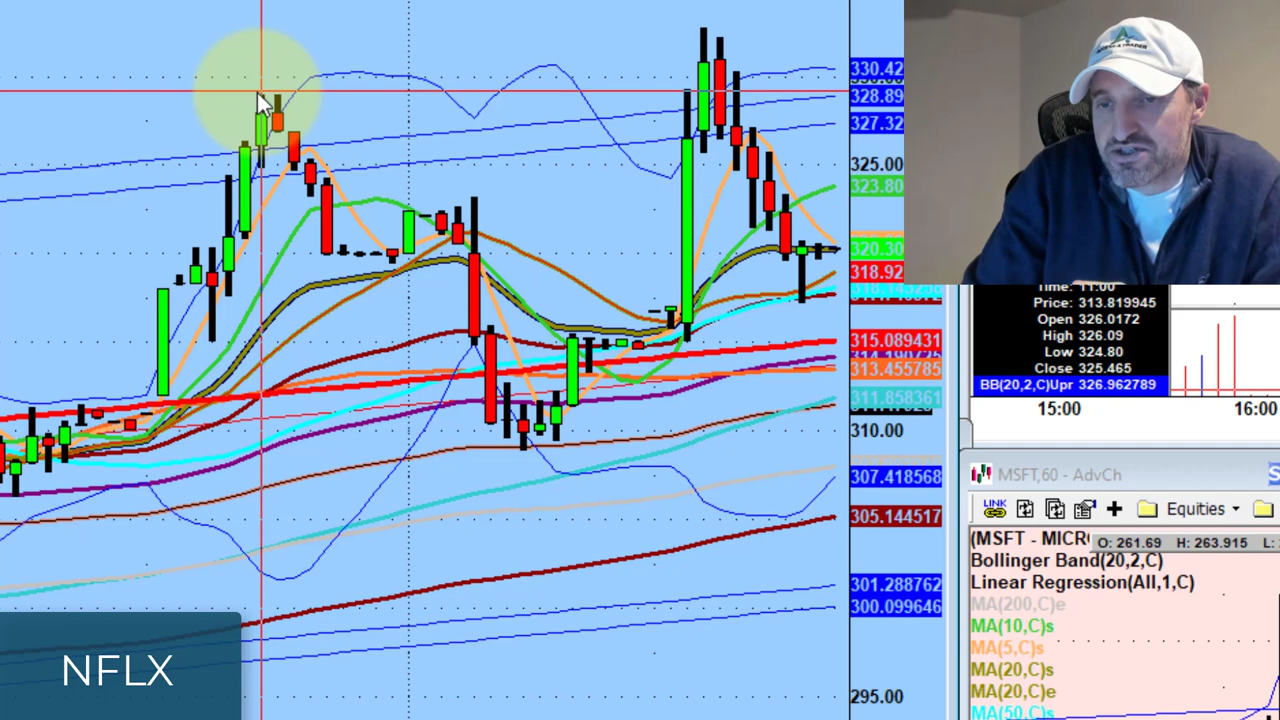 330.42
328.89
327.32
325.00
323.80
320.30
318.92
315.089431
313.455785
311.858361
310.00
307.418568
305.144517
301.288762
300.099646
295.00
NFLX
Time: 11:00
Price: 313.819945
Open 326.0172
High 326.09
Low 324.80
Close 325.465
BB(20,2,C)Upr 326.962789
15:00 16:00
MSFT,60 - AdvCh
LINK Equities
(MSFT - MICR
O: 261.69 H: 263.915 L:
Bollinger Band(20,2,C)
Linear Regression(All,1,C)
MA(200,C)e
MA(10,C)s
MA(5,C)s
MA(20,C)s
MA(20,C)e
MA(50,C)s